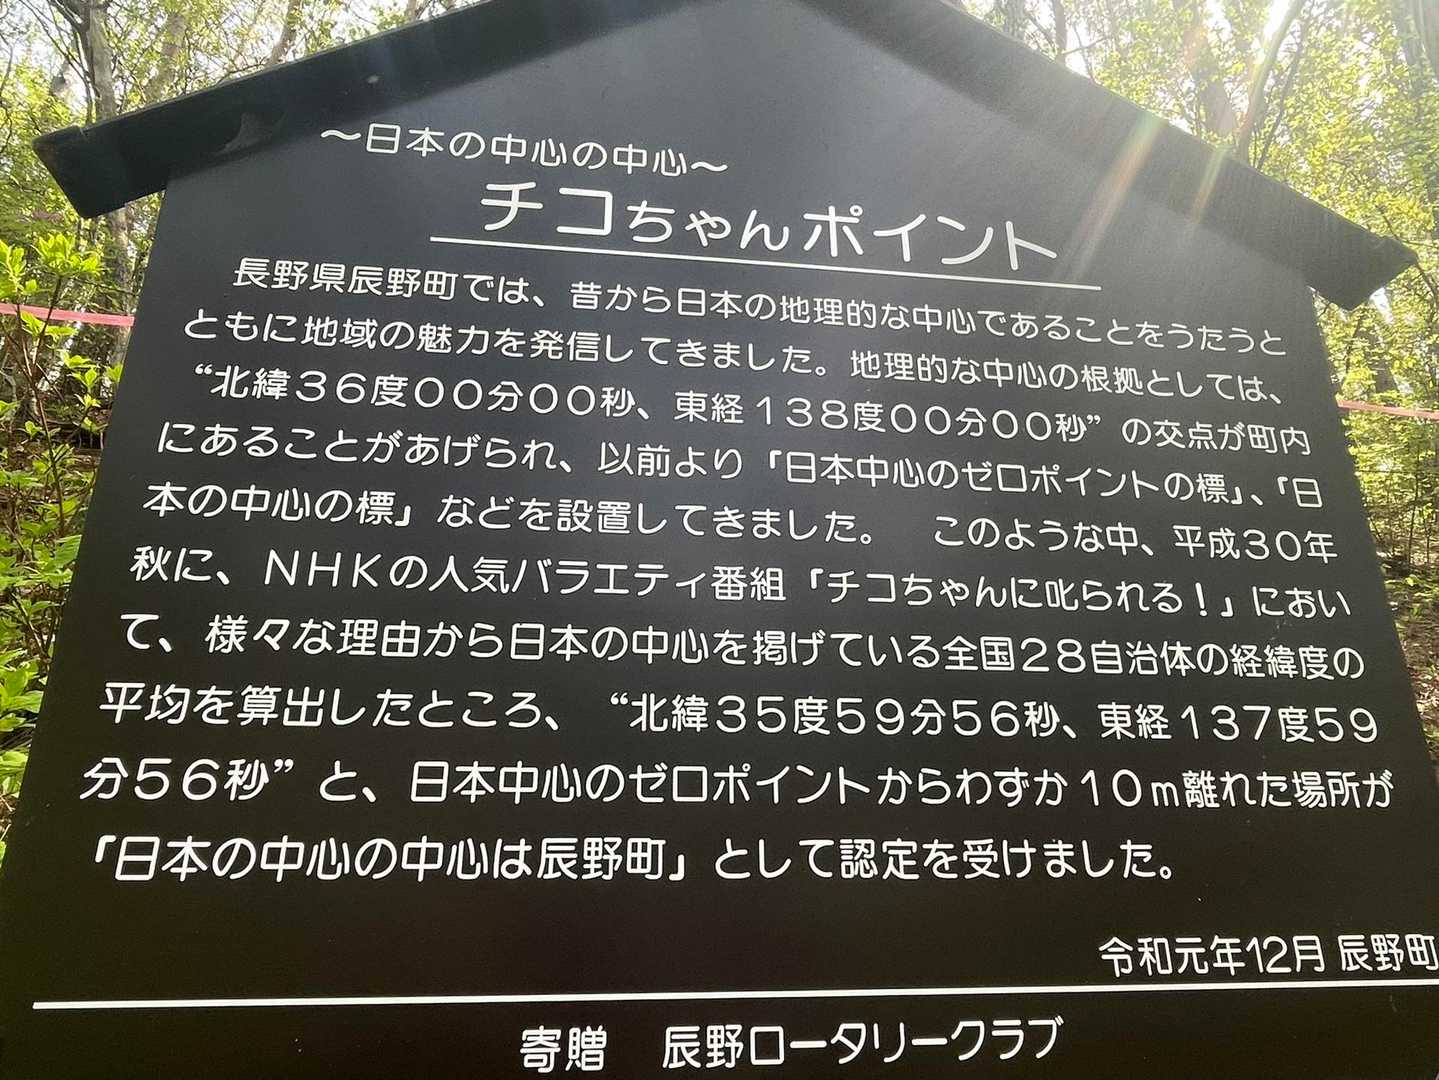 ～日本の中心の中心～
チコちゃんポイント
長野県辰野町では、昔から日本の地理的な中心であることをうたうと
ともに地域の魅力を発信してきました。地理的な中心の根拠としては、
“北緯３６度００分００秒、東経１３８度００分００秒”の交点が町内
にあることがあげられ、以前より「日本中心のゼロポイントの標」、「日
本の中心の標」などを設置してきました。　このような中、平成３０年
秋に、ＮＨＫの人気バラエティ番組「チコちゃんに叱られる！」におい
て、様々な理由から日本の中心を掲げている全国２８自治体の経緯度の
平均を算出したところ、“北緯３５度５９分５６秒、東経１３７度５９
分５６秒”と、日本中心のゼロポイントからわずか１０ｍ離れた場所が
「日本の中心の中心は辰野町」として認定を受けました。
令和元年12月 辰野町
寄贈　辰野ロータリークラブ